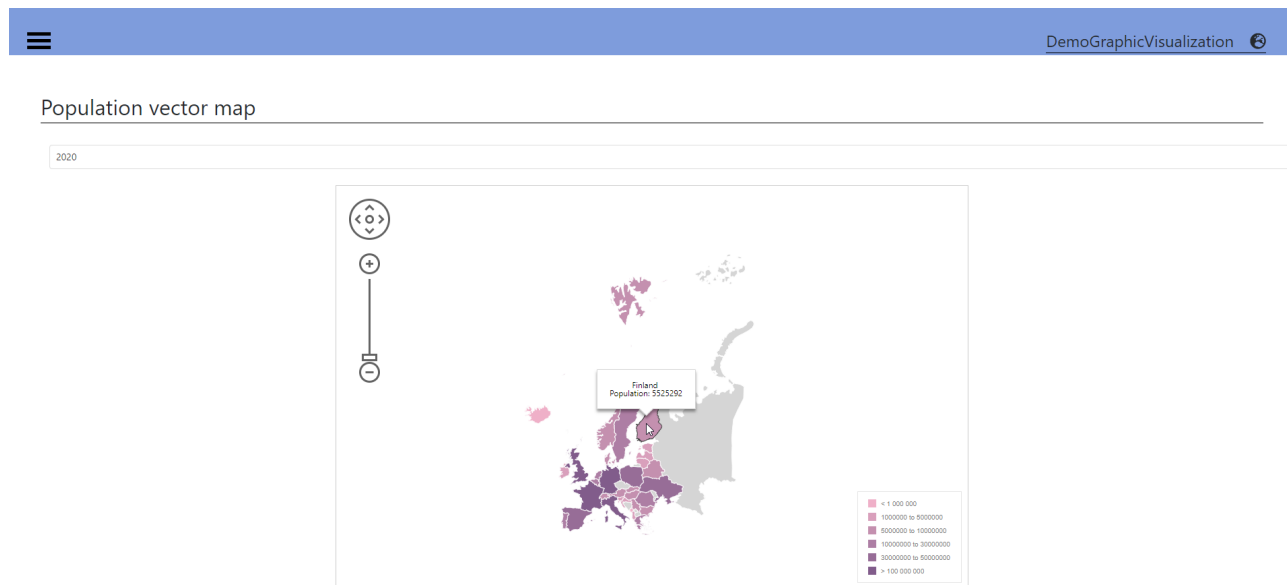 DemoGraphicVisualization
Population vector map
2020
Finland
Population: 5525292
< 1 000 000
1000000 to 5000000
5000000 to 10000000
10000000 to 30000000
30000000 to 50000000
> 100 000 000